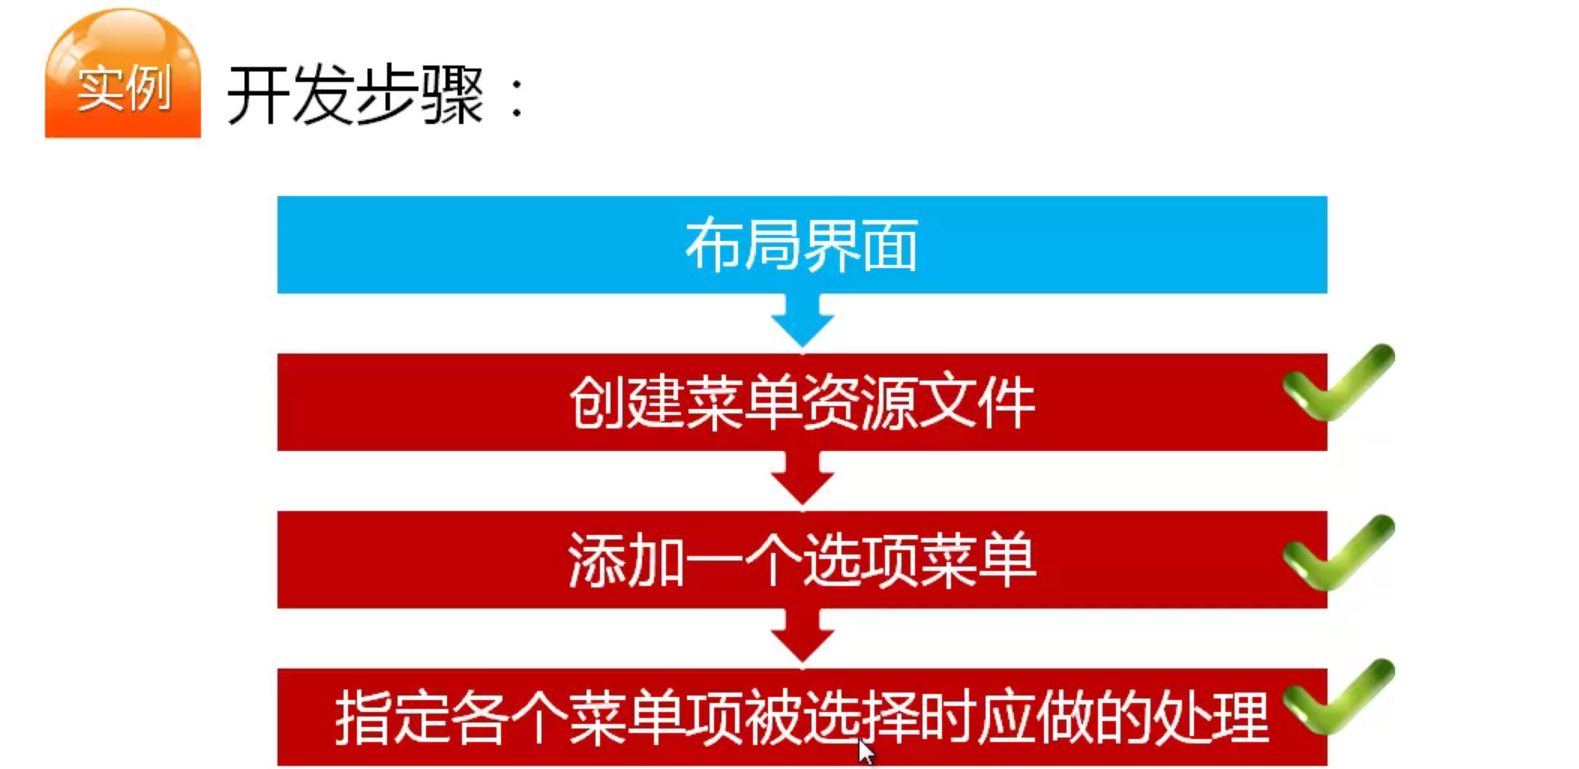 实例
开发步骤：
布局界面
创建菜单资源文件
添加一个选项菜单
指定各个菜单项被选择时应做的处理